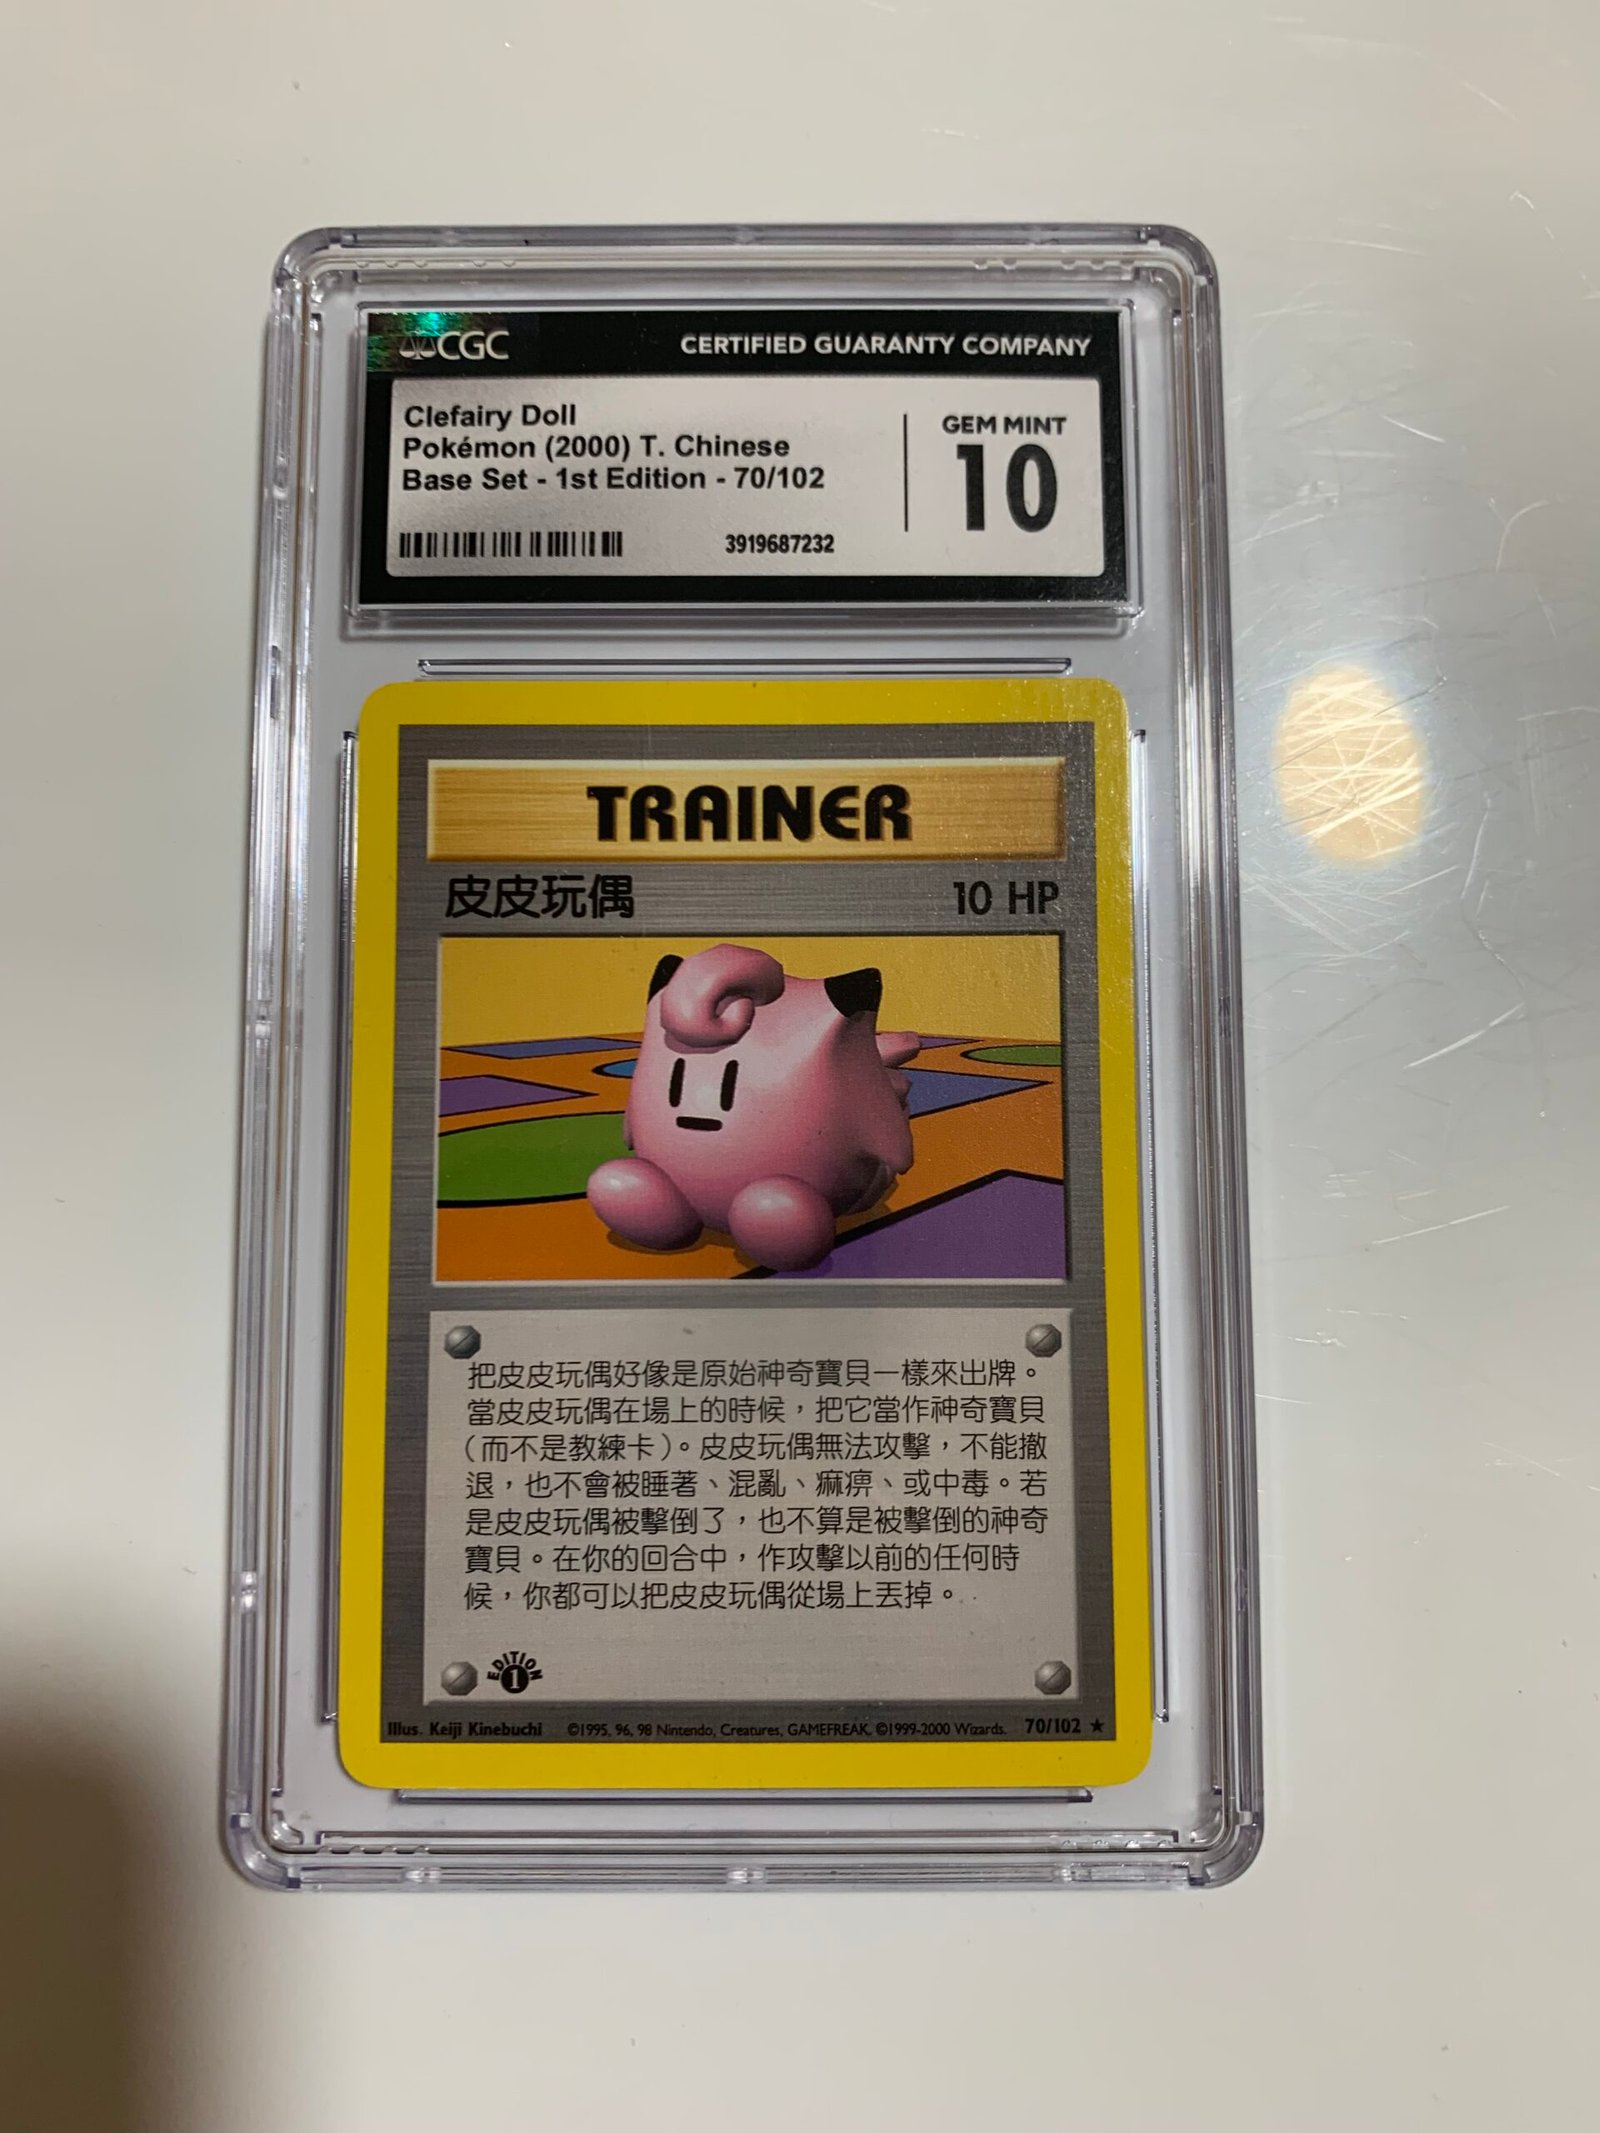 CGC
CERTIFIED GUARANTY COMPANY
Clefairy Doll
Pokémon (2000) T. Chinese
Base Set - 1st Edition - 70/102
GEM MINT
10
3919687232
TRAINER
皮皮玩偶
10 HP
把皮皮玩偶好像是原始神奇寶貝一樣來出牌。
當皮皮玩偶在場上的時候，把它當作神奇寶貝
（而不是教練卡）。皮皮玩偶無法攻擊，不能撤
退，也不會被睡著、混亂、痲痹、或中毒。若
是皮皮玩偶被擊倒了，也不算是被擊倒的神奇
寶貝。在你的回合中，作攻擊以前的任何時
候，你都可以把皮皮玩偶從場上丟掉。
EDITION
1
Illus. Keiji Kinebuchi ©1995, 96, 98 Nintendo, Creatures, GAMEFREAK. ©1999-2000 Wizards. 70/102 ★